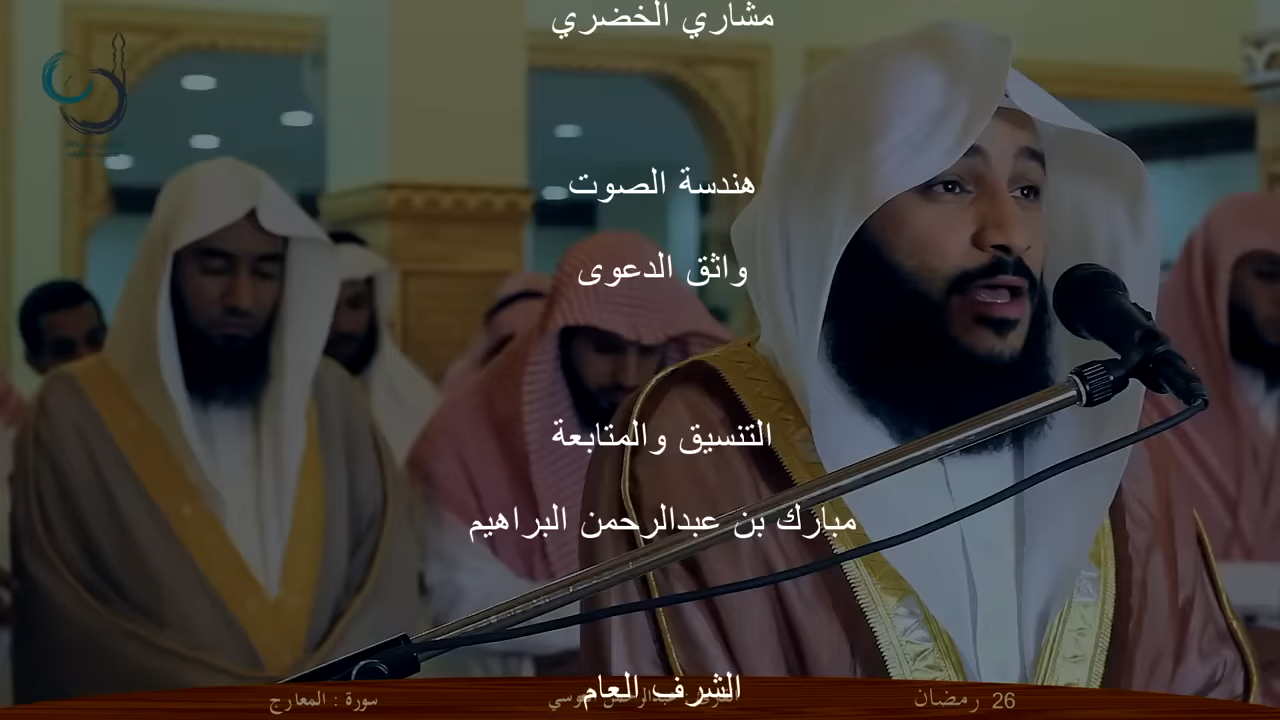 مشاري الخضري
هندسة الصوت
واثق الدعوى
التنسيق والمتابعة
مبارك بن عبدالرحمن البراهيم
الشرف العام
26 رمضان
سورة : المعارج